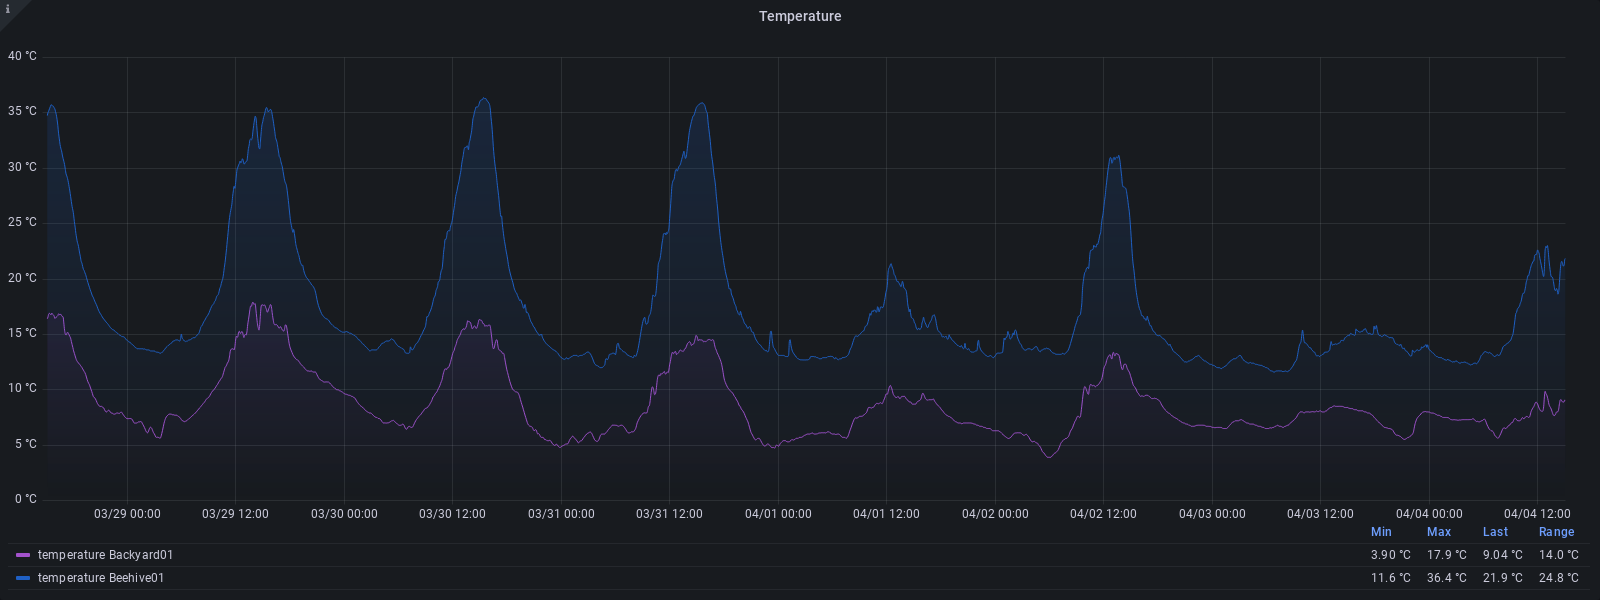 i
Temperature
40 °C
35 °C
30 °C
25 °C
20 °C
15 °C
10 °C
5 °C
0 °C
03/29 00:00 03/29 12:00 03/30 00:00 03/30 12:00 03/31 00:00 03/31 12:00 04/01 00:00 04/01 12:00 04/02 00:00 04/02 12:00 04/03 00:00 04/03 12:00 04/04 00:00 04/04 12:00
Min Max Last Range
temperature Backyard01 3.90 °C 17.9 °C 9.04 °C 14.0 °C
temperature Beehive01 11.6 °C 36.4 °C 21.9 °C 24.8 °C